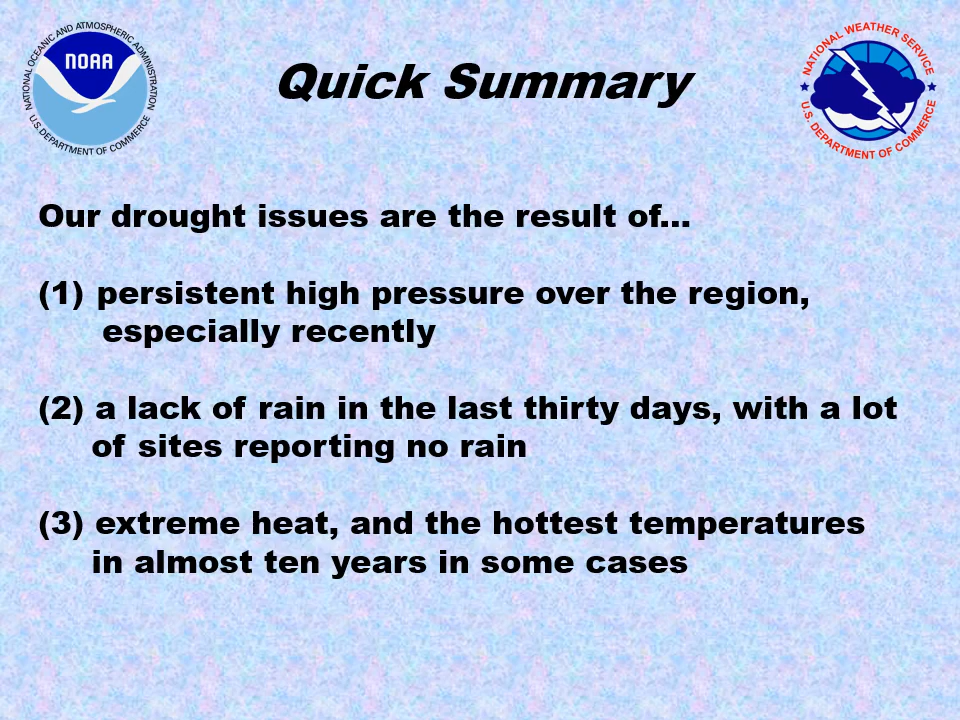 NATIONAL OCEANIC AND ATMOSPHERIC ADMINISTRATION
NOAA
U.S. DEPARTMENT OF COMMERCE
Quick Summary
NATIONAL WEATHER SERVICE
U.S. DEPARTMENT OF COMMERCE
Our drought issues are the result of...
(1) persistent high pressure over the region,
especially recently
(2) a lack of rain in the last thirty days, with a lot
of sites reporting no rain
(3) extreme heat, and the hottest temperatures
in almost ten years in some cases